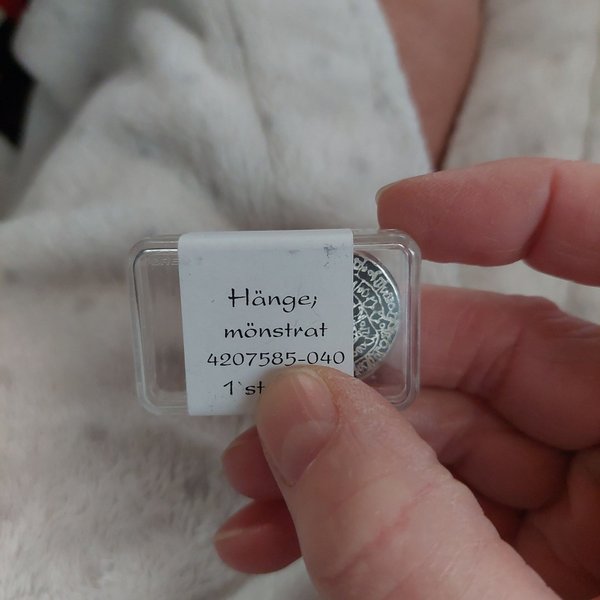 Hänge;
mönstrat
4207585-040
1 st